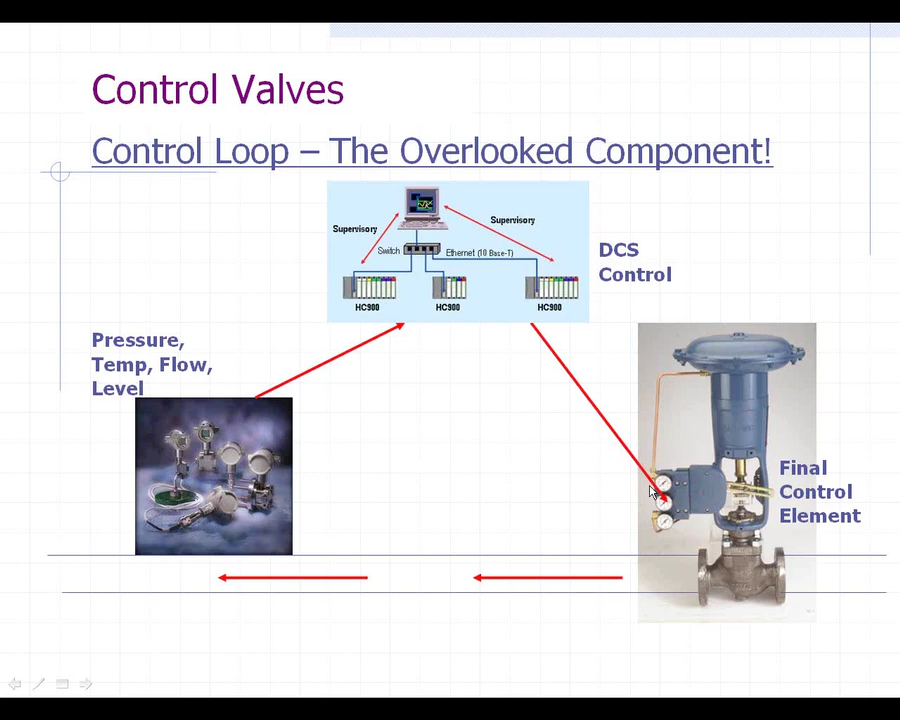 Control Valves
Control Loop – The Overlooked Component!
Supervisory
Supervisory
Switch
Ethernet (10 Base-T)
HC900
HC900
HC900
DCS
Control
Pressure,
Temp, Flow,
Level
Final
Control
Element